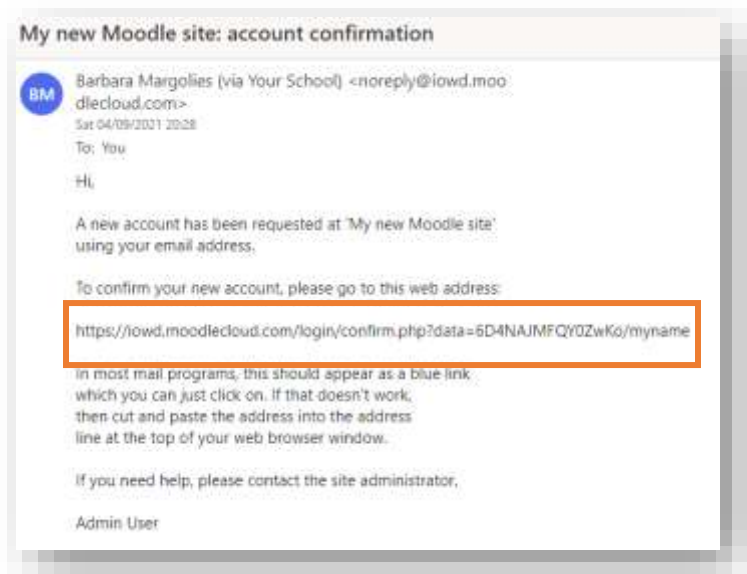 My new Moodle site: account confirmation
BM
Barbara Margolies (via Your School) <noreply@iowd.moo
dlecloud.com>
Sat 04/09/2021 20:28
To: You
Hi,
A new account has been requested at 'My new Moodle site'
using your email address.
To confirm your new account, please go to this web address:
https://iowd.moodlecloud.com/login/confirm.php?data=6D4NAJMFQY0ZwKo/myname
In most mail programs, this should appear as a blue link
which you can just click on. If that doesn't work,
then cut and paste the address into the address
line at the top of your web browser window.
If you need help, please contact the site administrator,
Admin User